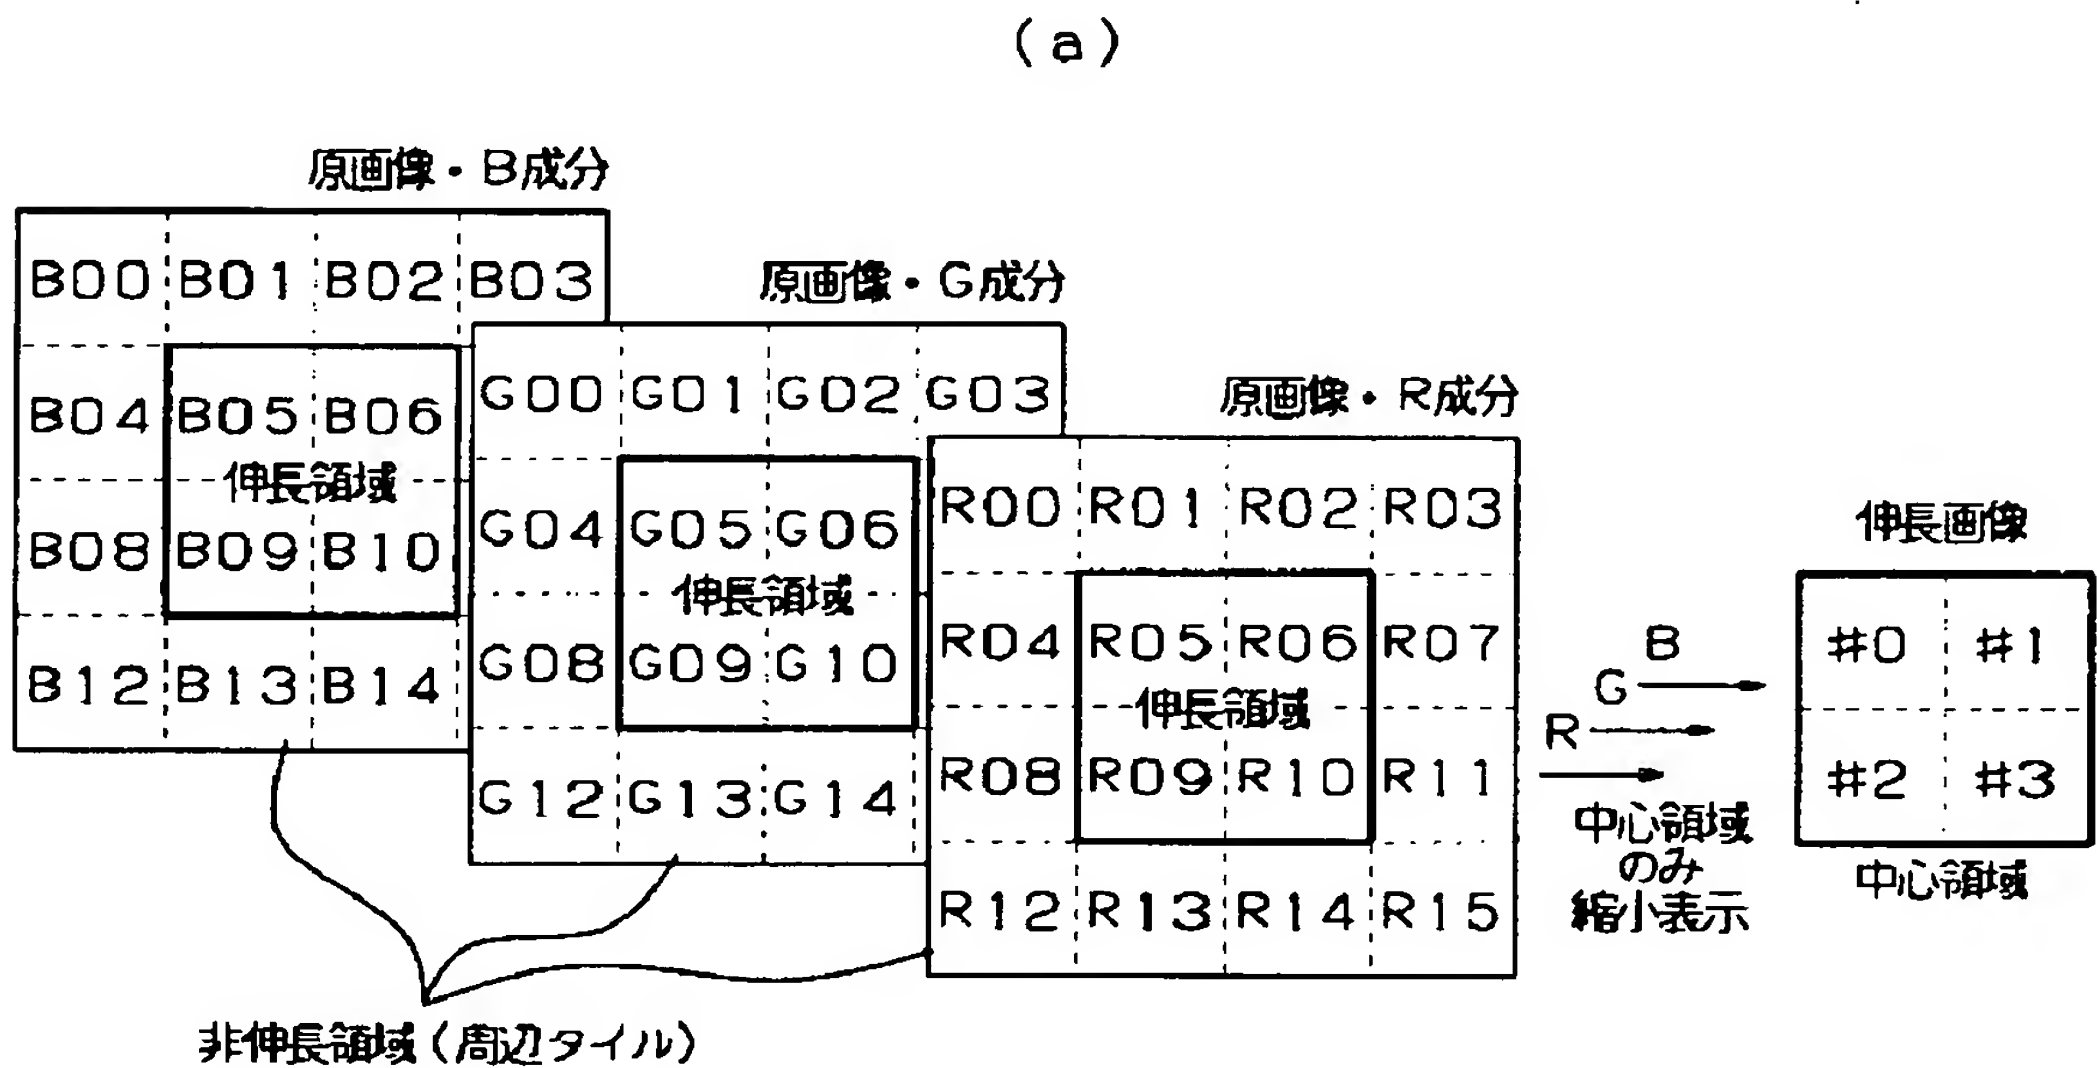 (a)
原画像・B成分
B00 B01 B02 B03
B04 B05 B06
伸長領域
B08 B09 B10
B12 B13 B14
原画像・G成分
G00 G01 G02 G03
G04 G05 G06
伸長領域
G08 G09 G10
G12 G13 G14
原画像・R成分
R00 R01 R02 R03
R04 R05 R06 R07
伸長領域
R08 R09 R10 R11
R12 R13 R14 R15
非伸長領域(周辺タイル)
B
G
R
中心領域
のみ
縮小表示
伸長画像
#0 #1
#2 #3
中心領域